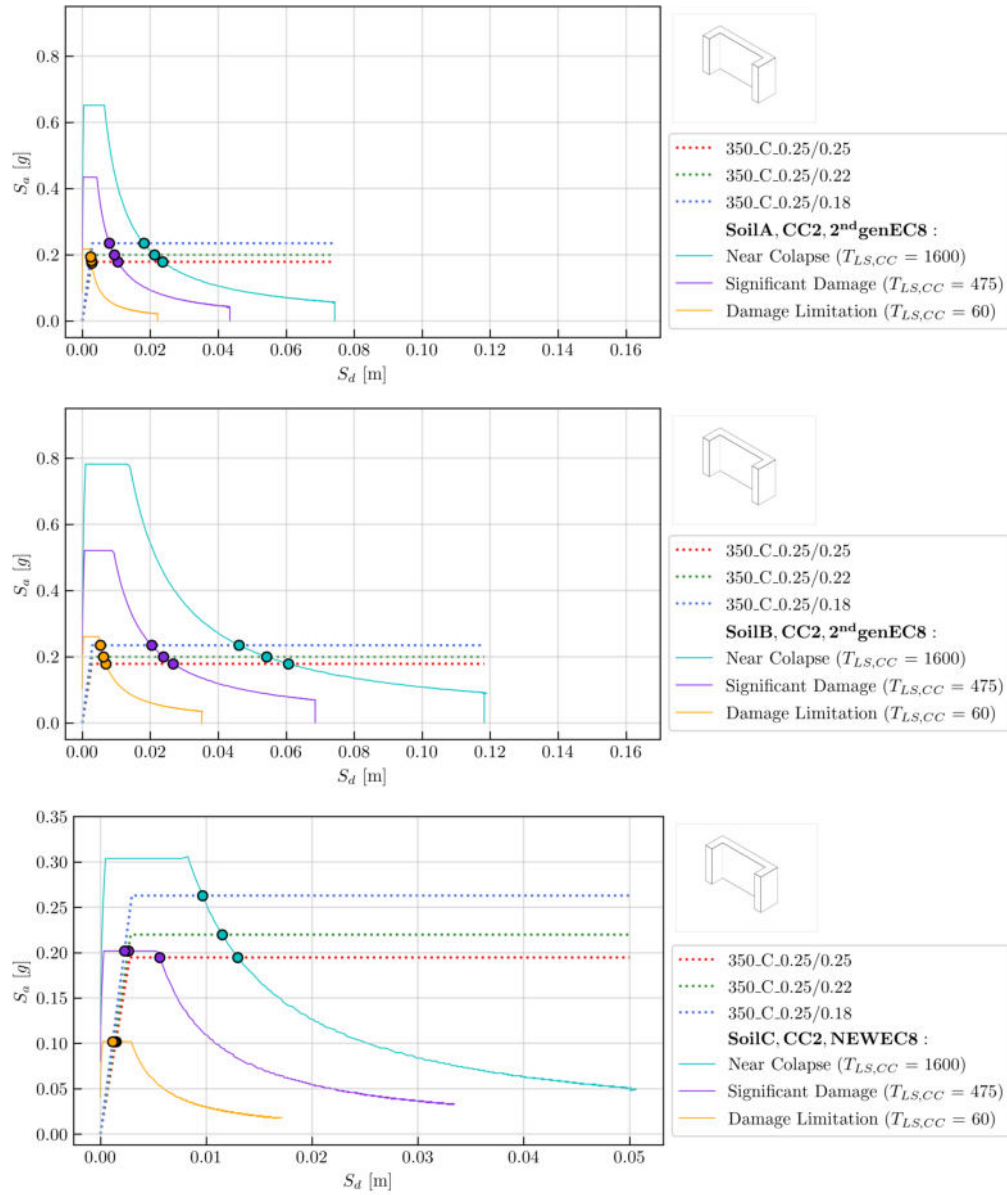 0.8
0.6
0.4
0.2
0.0
S_a [g]
0.00 0.02 0.04 0.06 0.08 0.10 0.12 0.14 0.16
S_d [m]
350_C_0.25/0.25
350_C_0.25/0.22
350_C_0.25/0.18
SoilA, CC2, 2ndgenEC8 :
Near Colapse (T_LS,CC = 1600)
Significant Damage (T_LS,CC = 475)
Damage Limitation (T_LS,CC = 60)
0.8
0.6
0.4
0.2
0.0
S_a [g]
0.00 0.02 0.04 0.06 0.08 0.10 0.12 0.14 0.16
S_d [m]
350_C_0.25/0.25
350_C_0.25/0.22
350_C_0.25/0.18
SoilB, CC2, 2ndgenEC8 :
Near Colapse (T_LS,CC = 1600)
Significant Damage (T_LS,CC = 475)
Damage Limitation (T_LS,CC = 60)
0.35
0.30
0.25
0.20
0.15
0.10
0.05
0.00
S_a [g]
0.00 0.01 0.02 0.03 0.04 0.05
S_d [m]
350_C_0.25/0.25
350_C_0.25/0.22
350_C_0.25/0.18
SoilC, CC2, NEWEC8 :
Near Colapse (T_LS,CC = 1600)
Significant Damage (T_LS,CC = 475)
Damage Limitation (T_LS,CC = 60)